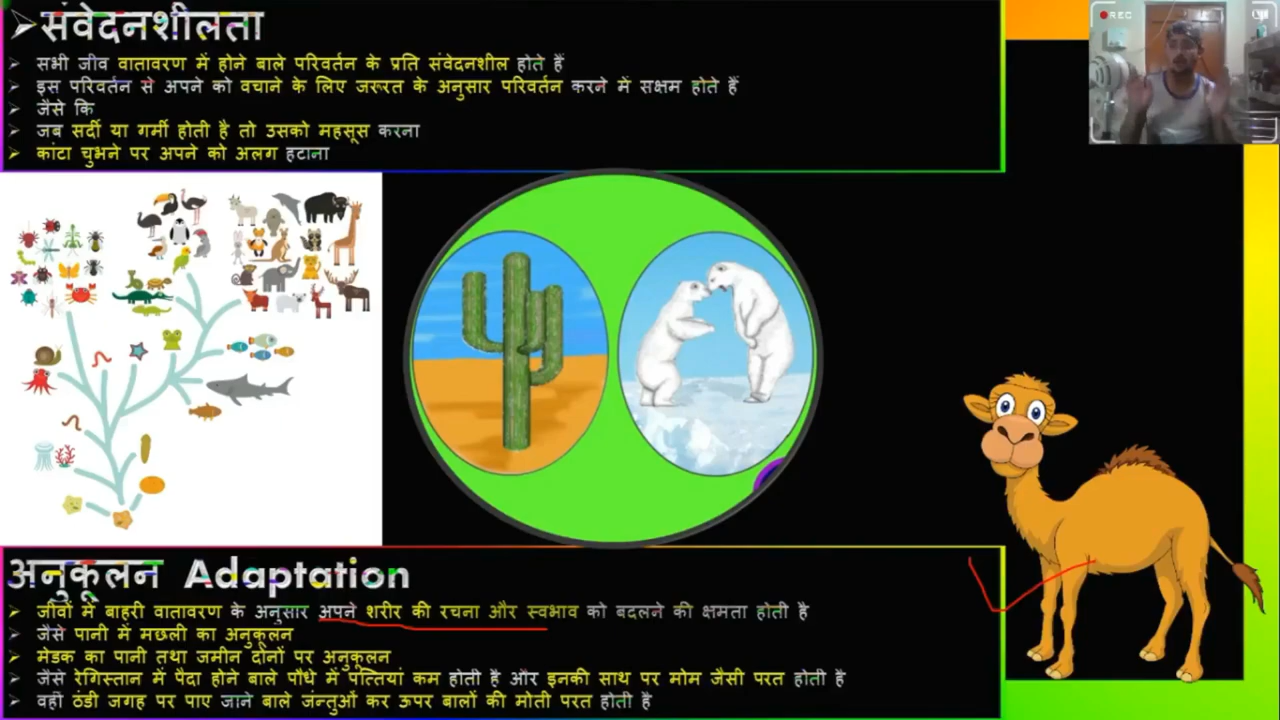 संवेदनशीलता
सभी जीव वातावरण में होने बाले परिवर्तन के प्रति संवेदनशील होते हैं
इस परिवर्तन से अपने को वचाने के लिए जरूरत के अनुसार परिवर्तन करने में सक्षम होते हैं
जैसे कि
जब सर्दी या गर्मी होती है तो उसको महसूस करना
कांटा चुभने पर अपने को अलग हटाना
REC
अनुकूलन Adaptation
जीवों में बाहरी वातावरण के अनुसार अपने शरीर की रचना और स्वभाव को बदलने की क्षमता होती है
जैसे पानी में मछली का अनुकूलन
मेडक का पानी तथा जमीन दोनों पर अनुकूलन
जैसे रेगिस्तान में पैदा होने बाले पौधे में पत्तियां कम होती है और इनकी साथ पर मोम जैसी परत होती है
वहीं ठंडी जगह पर पाए जाने बाले जंन्तुओं कर ऊपर बालों की मोती परत होती है